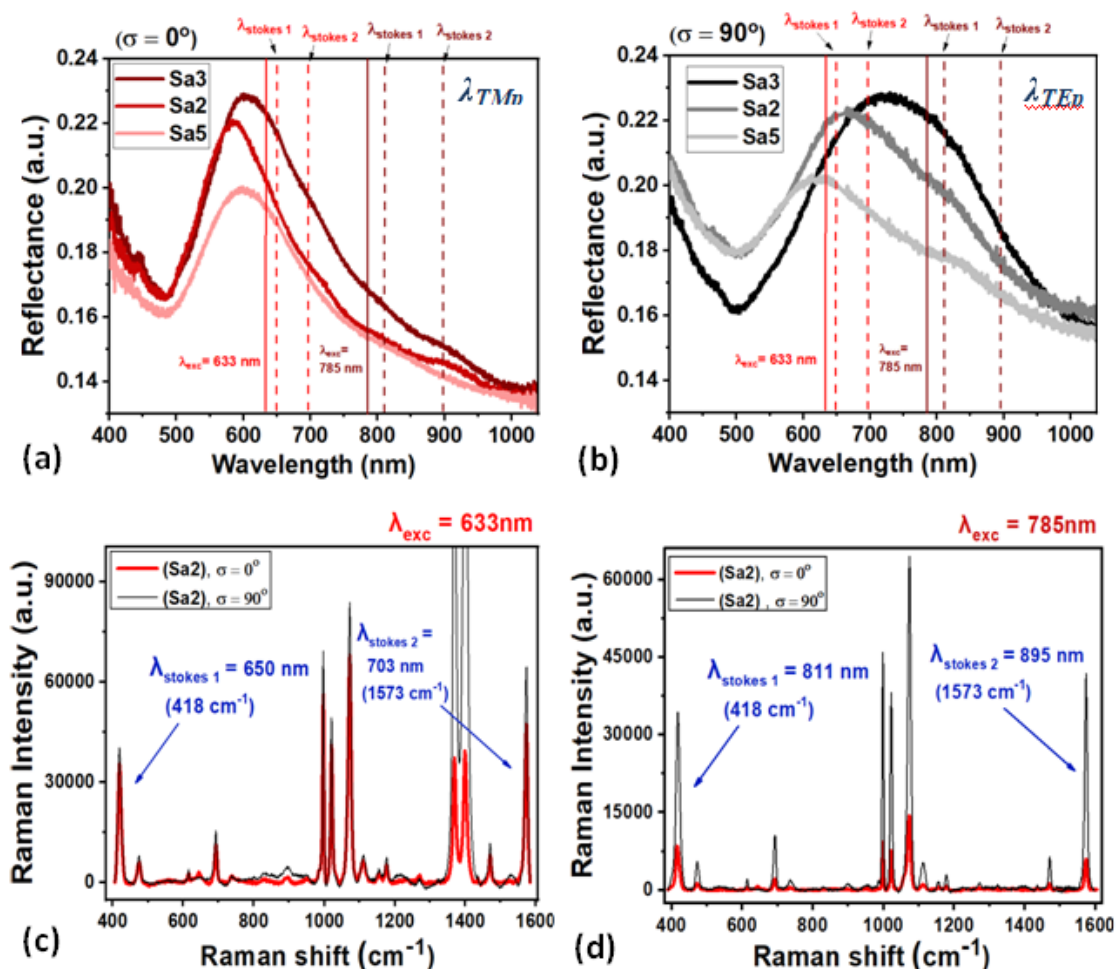 λstokes 1 λstokes 2 λstokes 1 λstokes 2
(σ = 0°)
λTMn
Sa3
Sa2
Sa5
0.24
0.22
0.20
0.18
0.16
0.14
Reflectance (a.u.)
λexc= 633 nm
λexc=
785 nm
400 500 600 700 800 900 1000
Wavelength (nm)
(a)
λstokes 1 λstokes 2 λstokes 1 λstokes 2
(σ = 90°)
λTEn
Sa3
Sa2
Sa5
0.24
0.22
0.20
0.18
0.16
0.14
Reflectance (a.u.)
λexc= 633 nm
λexc=
785 nm
400 500 600 700 800 900 1000
Wavelength (nm)
(b)
λexc = 633nm
(Sa2), σ = 0°
(Sa2), σ = 90°
90000
60000
30000
0
Raman Intensity (a.u.)
λstokes 1 = 650 nm
(418 cm⁻¹)
λstokes 2 =
703 nm
(1573 cm⁻¹)
400 600 800 1000 1200 1400 1600
Raman shift (cm⁻¹)
(c)
λexc = 785nm
(Sa2), σ = 0°
(Sa2) , σ = 90°
60000
45000
30000
15000
0
Raman Intensity (a.u.)
λstokes 1 = 811 nm
(418 cm⁻¹)
λstokes 2 = 895 nm
(1573 cm⁻¹)
400 600 800 1000 1200 1400 1600
Raman shift (cm⁻¹)
(d)